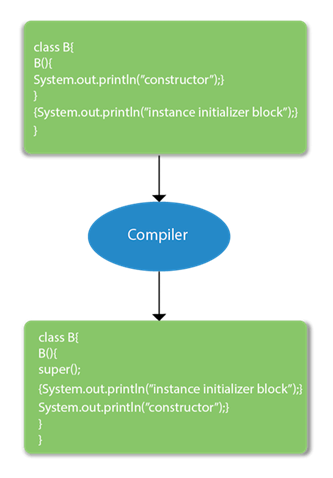 class B{
B(){
System.out.println(”constructor”);}
}
{System.out.println(”instance initializer block”);}
}
Compiler
class B{
B(){
super();
{System.out.println(”instance initializer block”);}
System.out.println(”constructor”);}
}
}